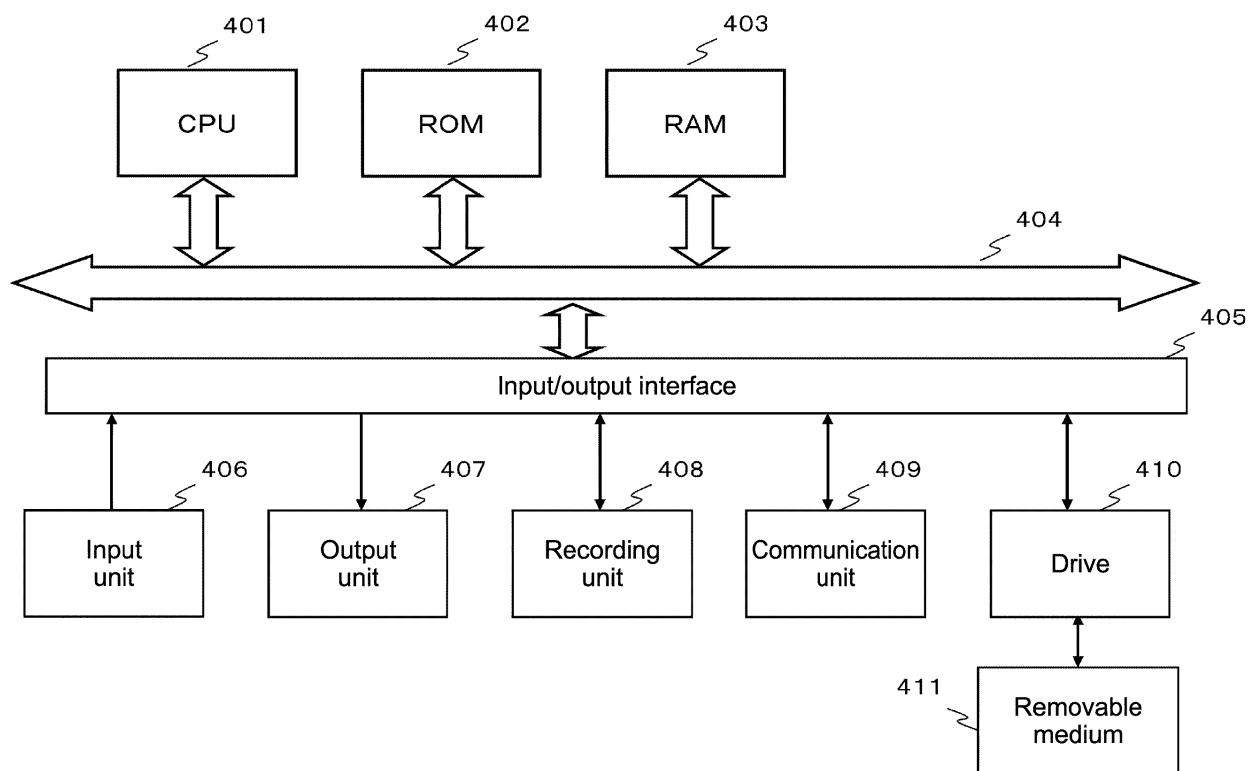 401
402
403
CPU
ROM
RAM
404
405
Input/output interface
406
407
408
409
410
Input
unit
Output
unit
Recording
unit
Communication
unit
Drive
411
Removable
medium